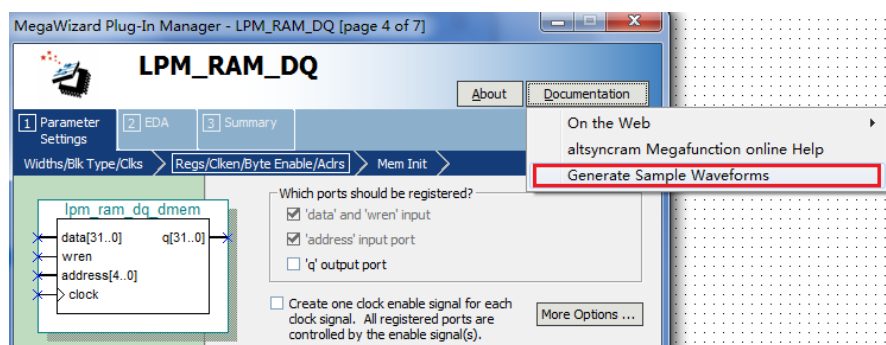 MegaWizard Plug-In Manager - LPM_RAM_DQ [page 4 of 7]
LPM_RAM_DQ
About
Documentation
1 Parameter Settings
2 EDA
3 Summary
On the Web
altsyncram Megafunction online Help
Generate Sample Waveforms
Widths/Blk Type/Clks
Regs/Clken/Byte Enable/Aclrs
Mem Init
lpm_ram_dq_dmem
data[31..0] q[31..0]
wren
address[4..0]
clock
Which ports should be registered?
'data' and 'wren' input
'address' input port
'q' output port
Create one clock enable signal for each
clock signal. All registered ports are
controlled by the enable signal(s).
More Options ...